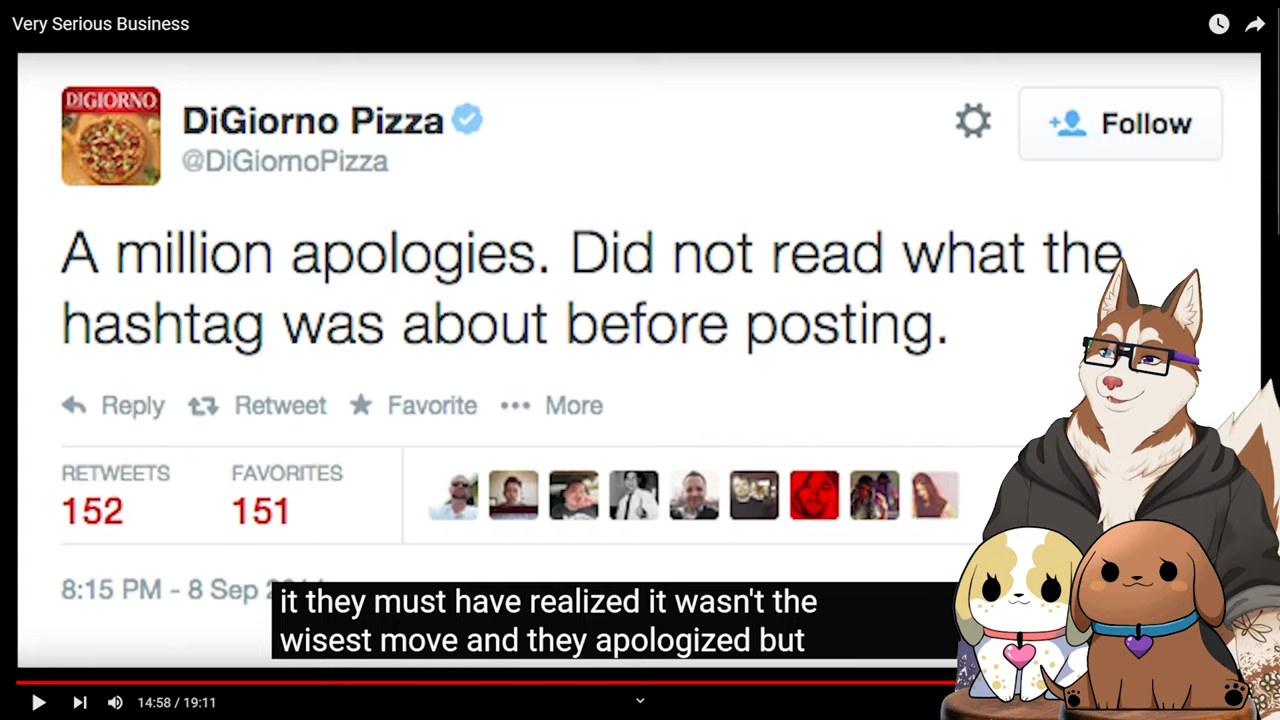 Very Serious Business
DIGIORNO
DiGiorno Pizza
@DiGiornoPizza
Follow
A million apologies. Did not read what the
hashtag was about before posting.
Reply Retweet Favorite More
RETWEETS FAVORITES
152 151
8:15 PM - 8 Sep
it they must have realized it wasn't the
wisest move and they apologized but
14:58 / 19:11